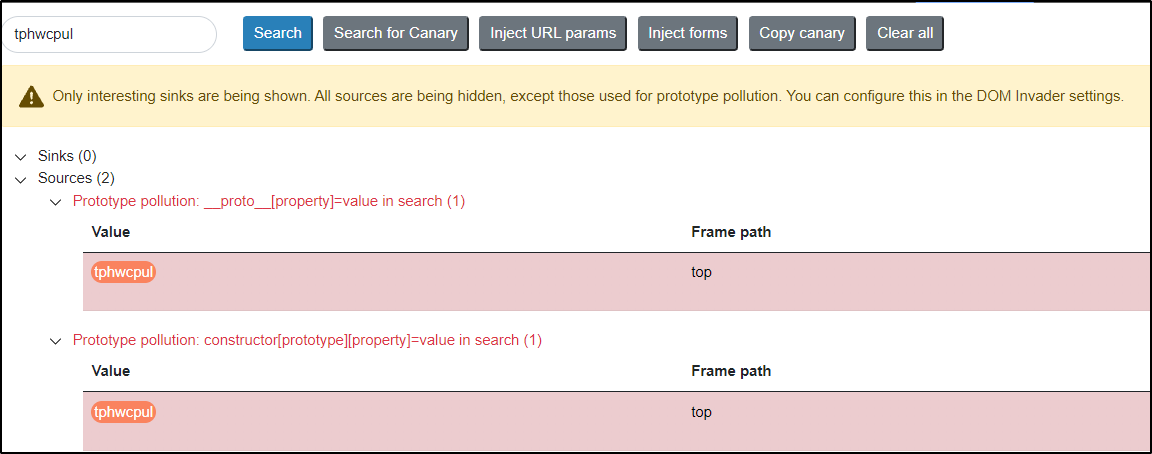 tphwcpul Search Search for Canary Inject URL params Inject forms Copy canary Clear all
Only interesting sinks are being shown. All sources are being hidden, except those used for prototype pollution. You can configure this in the DOM Invader settings.
Sinks (0)
Sources (2)
Prototype pollution: __proto__[property]=value in search (1)
Value Frame path
tphwcpul top
Prototype pollution: constructor[prototype][property]=value in search (1)
Value Frame path
tphwcpul top